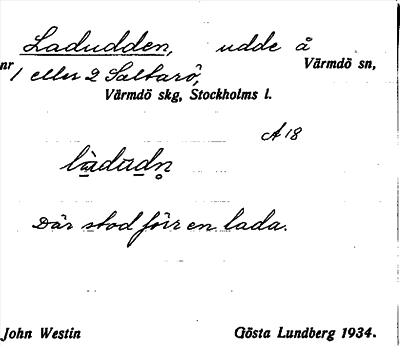 Ladudden, udde å
nr 1 eller 2 Saltarö, Värmdö sn,
Värmdö skg, Stockholms l.
A 18
làdudn̥
Där stod förr en lada.
John Westin Gösta Lundberg 1934.